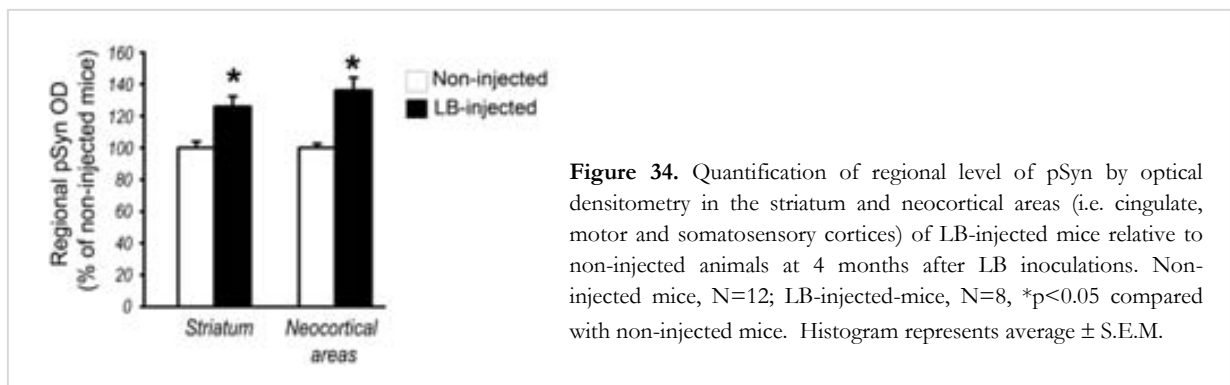 Regional pSyn OD
(% of non-injected mice)
160
140
120
100
80
60
40
20
0
*
*
Striatum
Neocortical
areas
Non-injected
LB-injected
Figure 34. Quantification of regional level of pSyn by optical
densitometry in the striatum and neocortical areas (i.e. cingulate,
motor and somatosensory cortices) of LB-injected mice relative to
non-injected animals at 4 months after LB inoculations. Non-
injected mice, N=12; LB-injected-mice, N=8, *p<0.05 compared
with non-injected mice. Histogram represents average ± S.E.M.